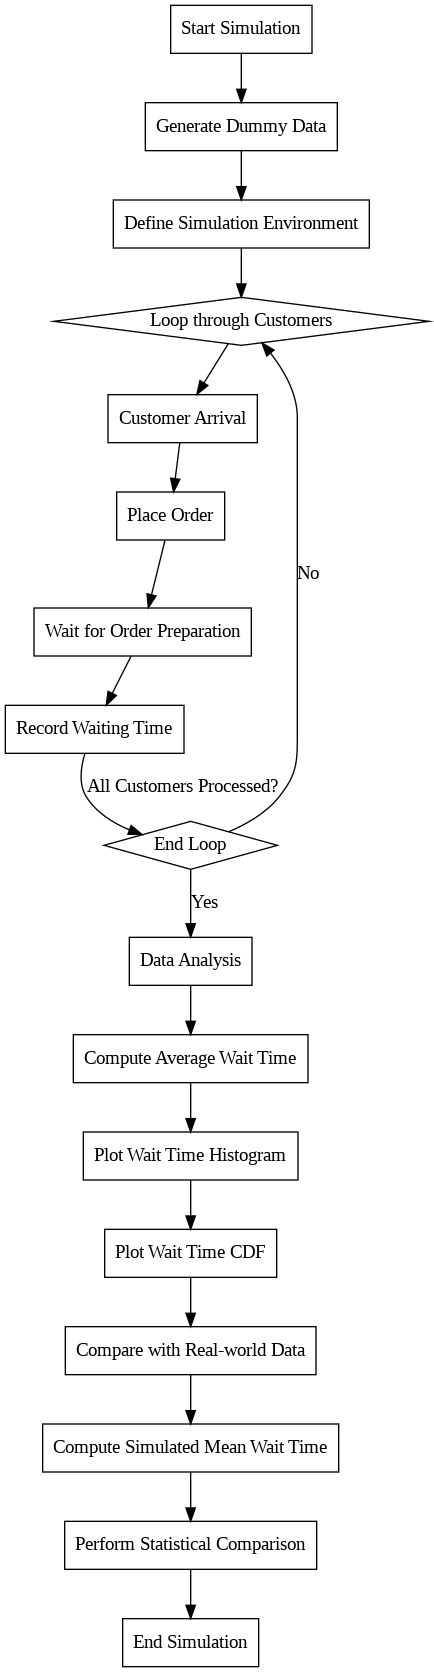 Start Simulation
Generate Dummy Data
Define Simulation Environment
Loop through Customers
Customer Arrival
Place Order
No
Wait for Order Preparation
Record Waiting Time
All Customers Processed?
End Loop
Yes
Data Analysis
Compute Average Wait Time
Plot Wait Time Histogram
Plot Wait Time CDF
Compare with Real-world Data
Compute Simulated Mean Wait Time
Perform Statistical Comparison
End Simulation